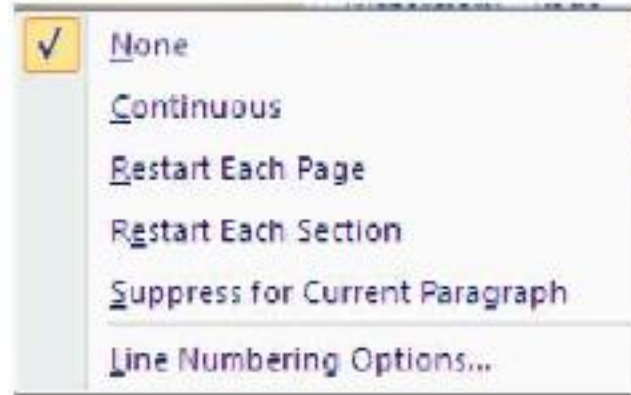 None
Continuous
Restart Each Page
Restart Each Section
Suppress for Current Paragraph
Line Numbering Options...